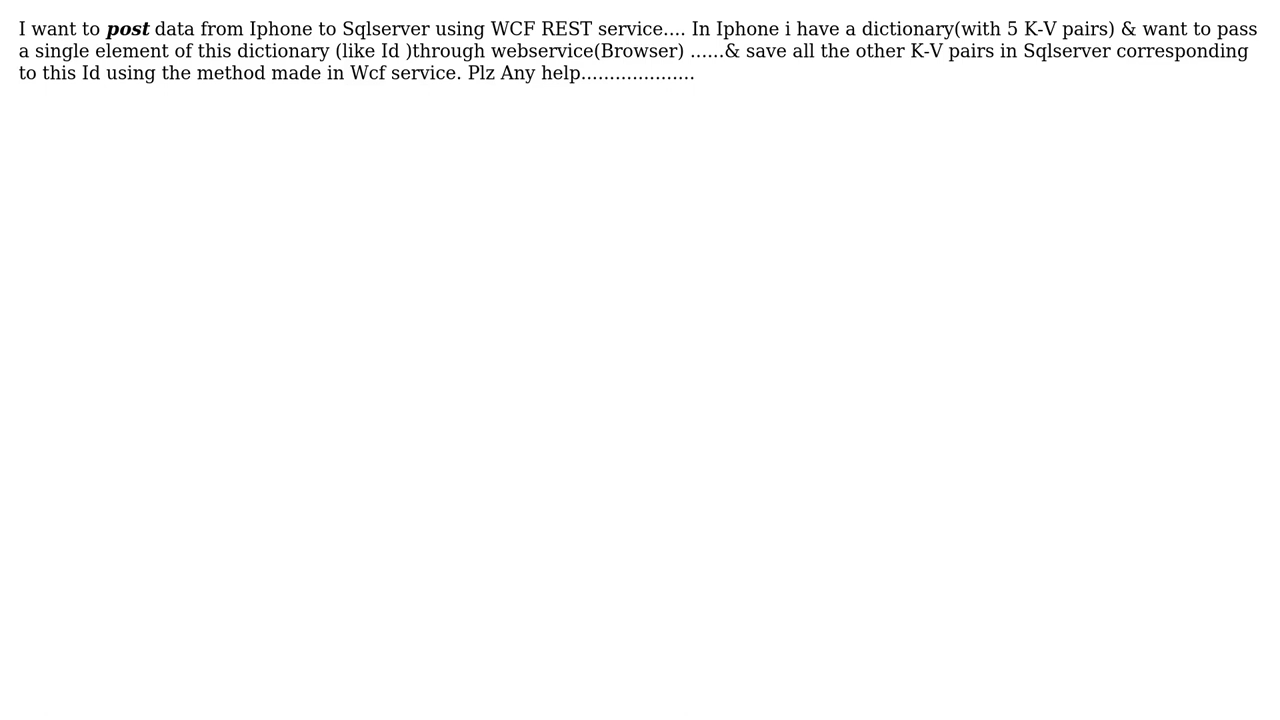 I want to post data from Iphone to Sqlserver using WCF REST service.... In Iphone i have a dictionary(with 5 K-V pairs) & want to pass
a single element of this dictionary (like Id )through webservice(Browser) ......& save all the other K-V pairs in Sqlserver corresponding
to this Id using the method made in Wcf service. Plz Any help....................